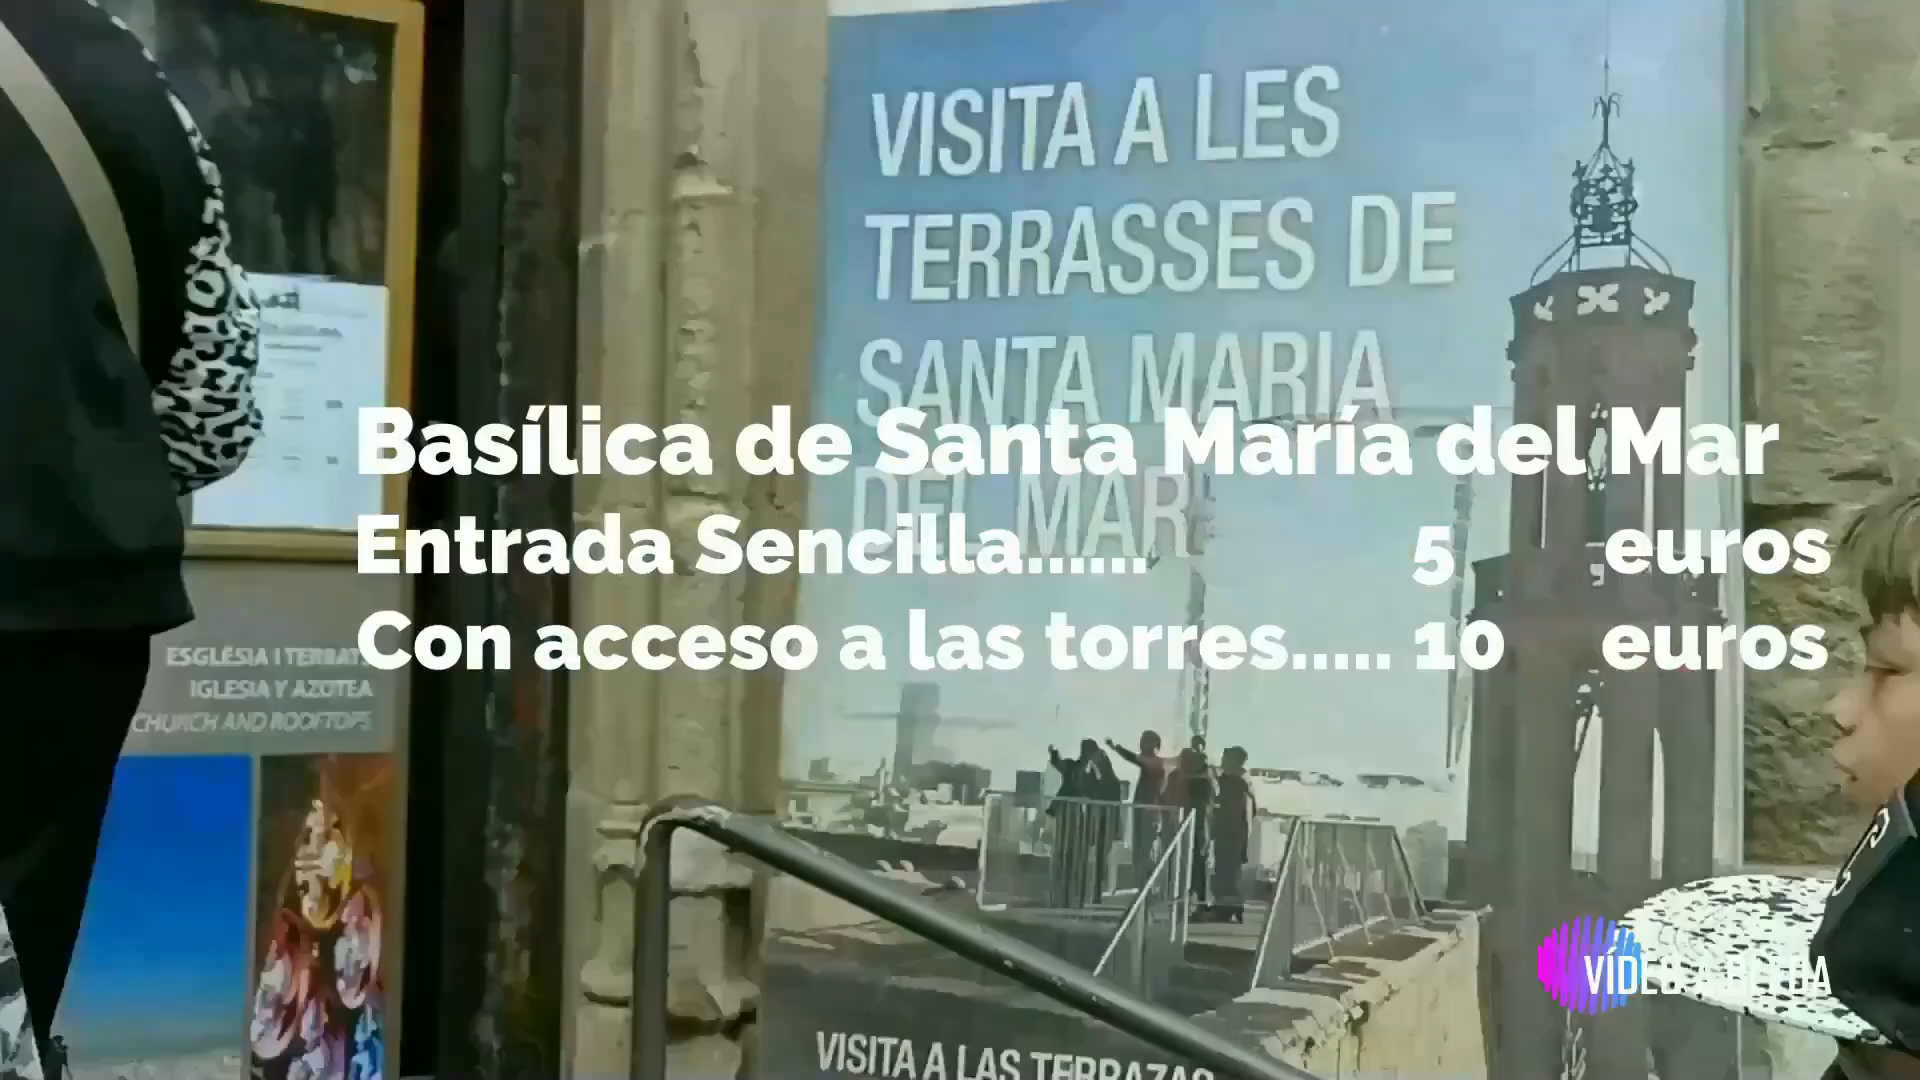 VISITA A LES
TERRASSES DE
SANTA MARIA
DEL MAR
Basílica de Santa María del Mar
Entrada Sencilla...... 5 euros
Con acceso a las torres..... 10 euros
ESGLÉSIA I TERRATS
IGLESIA Y AZOTEA
CHURCH AND ROOFTOPS
VISITA A LAS TERRAZAS